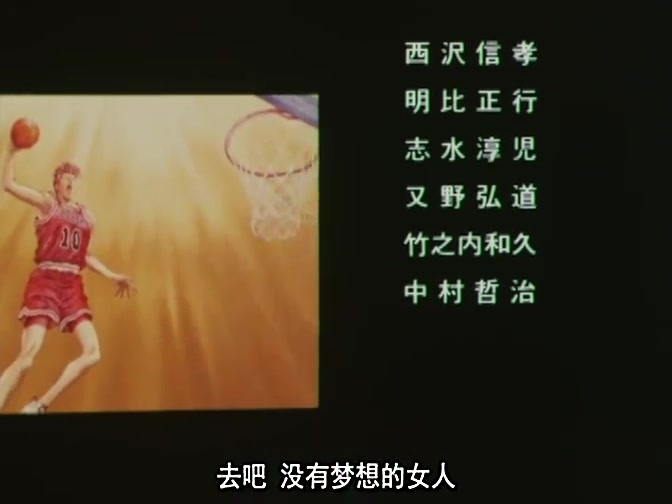 西沢信孝
明比正行
志水淳児
又野弘道
竹之内和久
中村哲治
10
去吧 没有梦想的女人